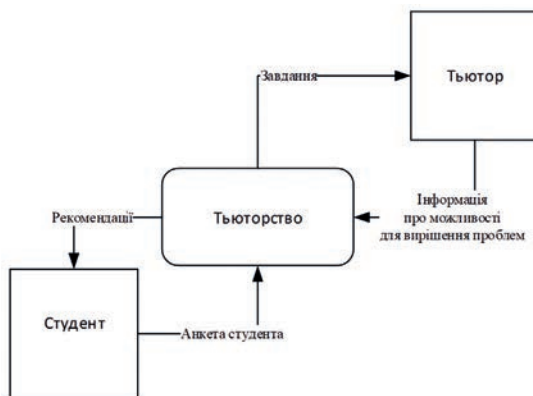 Завдання
Тьютор
Інформація
про можливості
для вирішення проблем
Рекомендації
Тьюторство
Студент
Анкета студента